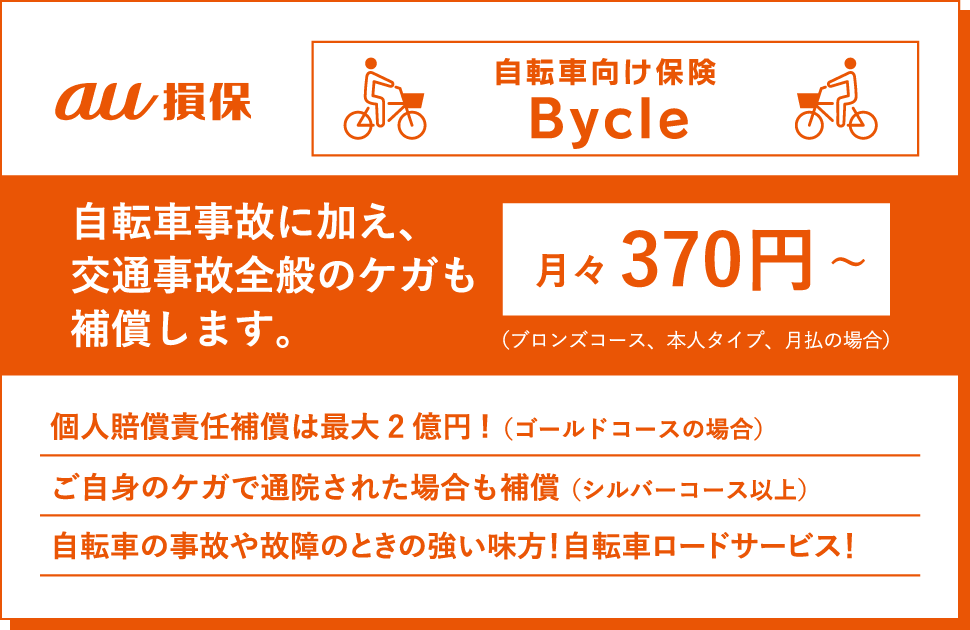 au損保
自転車向け保険
Bycle
自転車事故に加え、
交通事故全般のケガも
補償します。
月々 370円 ～
（ブロンズコース、本人タイプ、月払の場合）
個人賠償責任補償は最大2億円！（ゴールドコースの場合）
ご自身のケガで通院された場合も補償（シルバーコース以上）
自転車の事故や故障のときの強い味方！自転車ロードサービス！